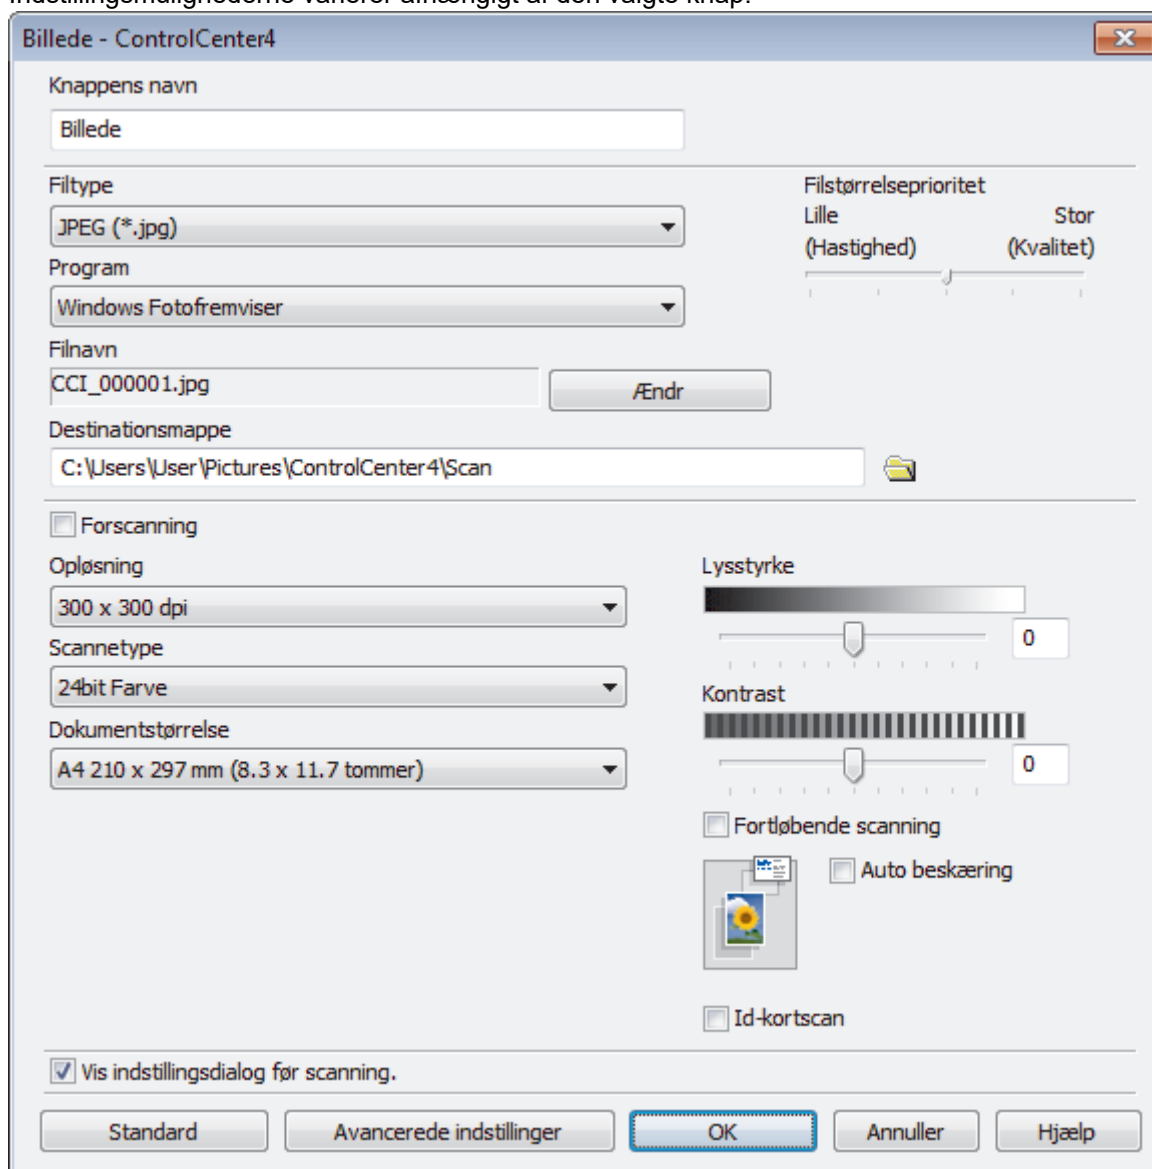 Indstillingsmulighederne varierer afhængigt af den valgte knap.
Billede - ControlCenter4
Knappens navn
Billede
Filtype
JPEG (*.jpg)
Program
Windows Fotofremviser
Filnavn
CCI_000001.jpg
Ændr
Destinationsmappe
C:\Users\User\Pictures\ControlCenter4\Scan
Filstørrelseprioritet
Lille Stor
(Hastighed) (Kvalitet)
Forscanning
Opløsning
300 x 300 dpi
Scannetype
24bit Farve
Dokumentstørrelse
A4 210 x 297 mm (8.3 x 11.7 tommer)
Lysstyrke
0
Kontrast
0
Fortløbende scanning
Auto beskæring
Id-kortscan
Vis indstillingsdialog før scanning.
Standard Avancerede indstillinger OK Annuller Hjælp